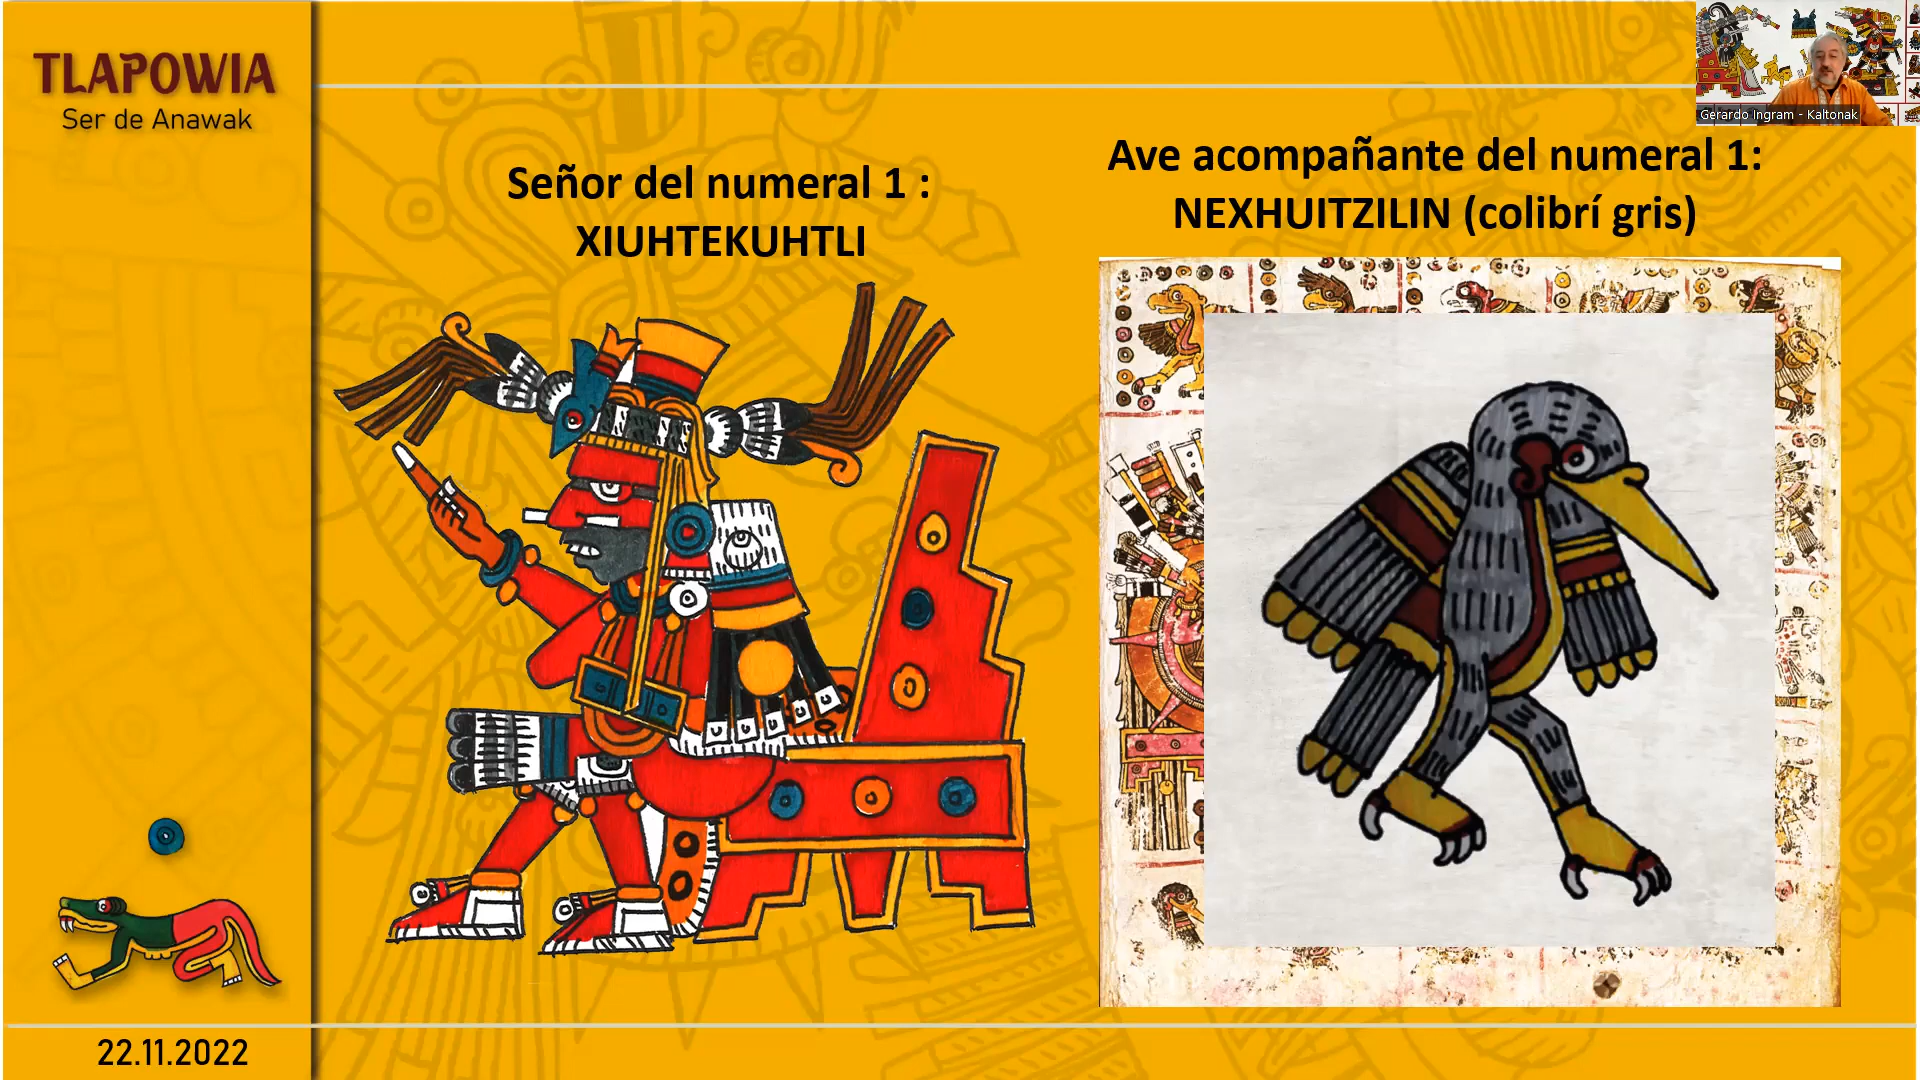 TLAPOWIA
Ser de Anawak
Señor del numeral 1 :
XIUHTEKUHTLI
Ave acompañante del numeral 1:
NEXHUITZILIN (colibrí gris)
Gerardo Ingram - Kaltonak
22.11.2022